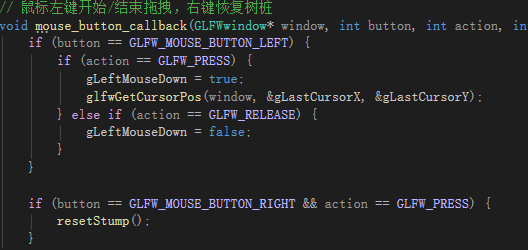 // 鼠标左键开始/结束拖拽，右键恢复树桩
void mouse_button_callback(GLFWwindow* window, int button, int action, in
if (button == GLFW_MOUSE_BUTTON_LEFT) {
if (action == GLFW_PRESS) {
gLeftMouseDown = true;
glfwGetCursorPos(window, &gLastCursorX, &gLastCursorY);
} else if (action == GLFW_RELEASE) {
gLeftMouseDown = false;
}
}
if (button == GLFW_MOUSE_BUTTON_RIGHT && action == GLFW_PRESS) {
resetStump();
}